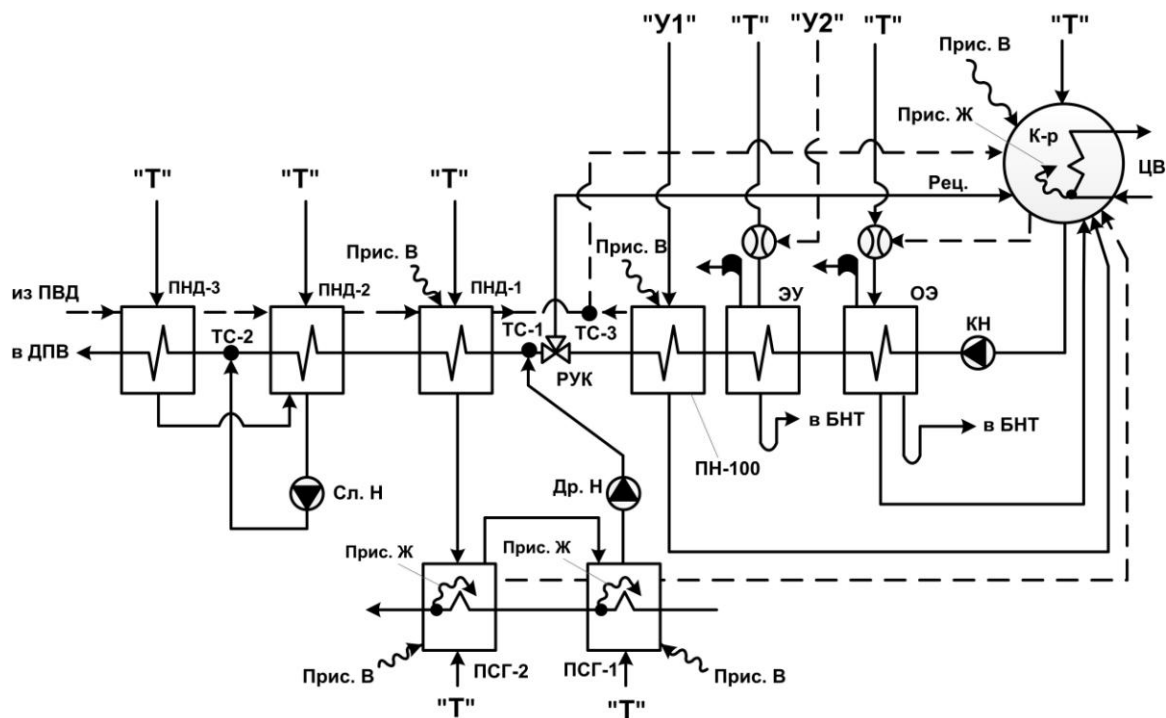 "У1"
"Т"
"У2"
"Т"
"Т"
Прис. В
Прис. Ж
К-р
ЦВ
"Т"
"Т"
"Т"
Рец.
Прис. В
Прис. В
ПНД-3
ПНД-2
ПНД-1
ЭУ
ОЭ
из ПВД
ТС-2
ТС-1
ТС-3
КН
в ДПВ
РУК
в БНТ
в БНТ
ПН-100
Сл. Н
Др. Н
Прис. Ж
Прис. Ж
Прис. В
ПСГ-2
ПСГ-1
Прис. В
"Т"
"Т"